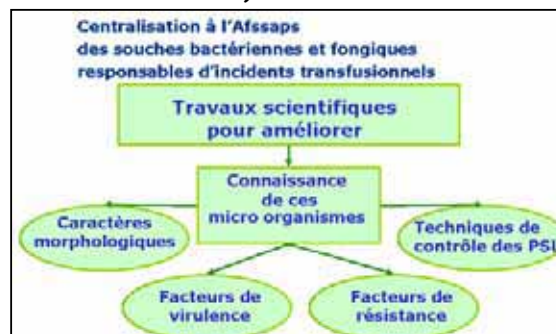 Centralisation à l'Afssaps
des souches bactériennes et fongiques
responsables d'incidents transfusionnels
Travaux scientifiques
pour améliorer
Connaissance
de ces
micro organismes
Caractères
morphologiques
Techniques de
contrôle des PSL
Facteurs de
virulence
Facteurs de
résistance